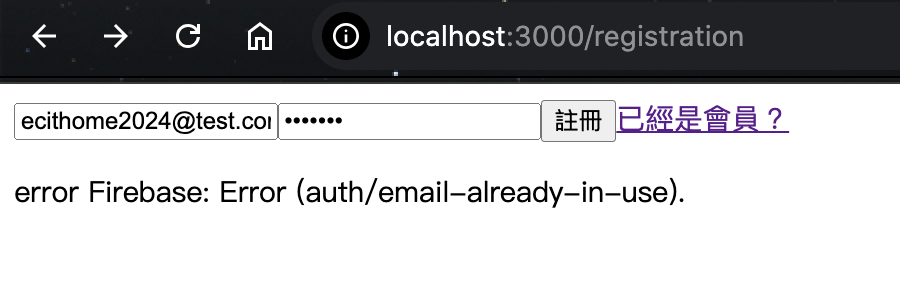 localhost:3000/registration
ecithome2024@test.cor ••••••• 註冊 已經是會員？
error Firebase: Error (auth/email-already-in-use).